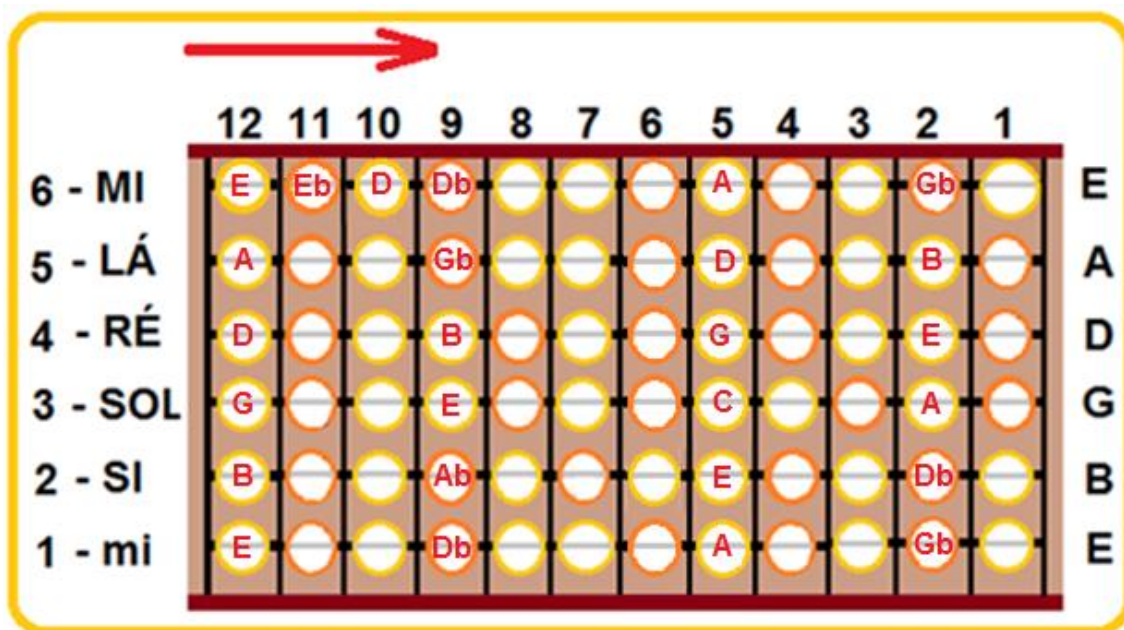 12 11 10 9 8 7 6 5 4 3 2 1
6 - MI E Eb D Db A Gb E
5 - LÁ A Gb D B A
4 - RÉ D B G E D
3 - SOL G E C A G
2 - SI B Ab E Db B
1 - mi E Db A Gb E